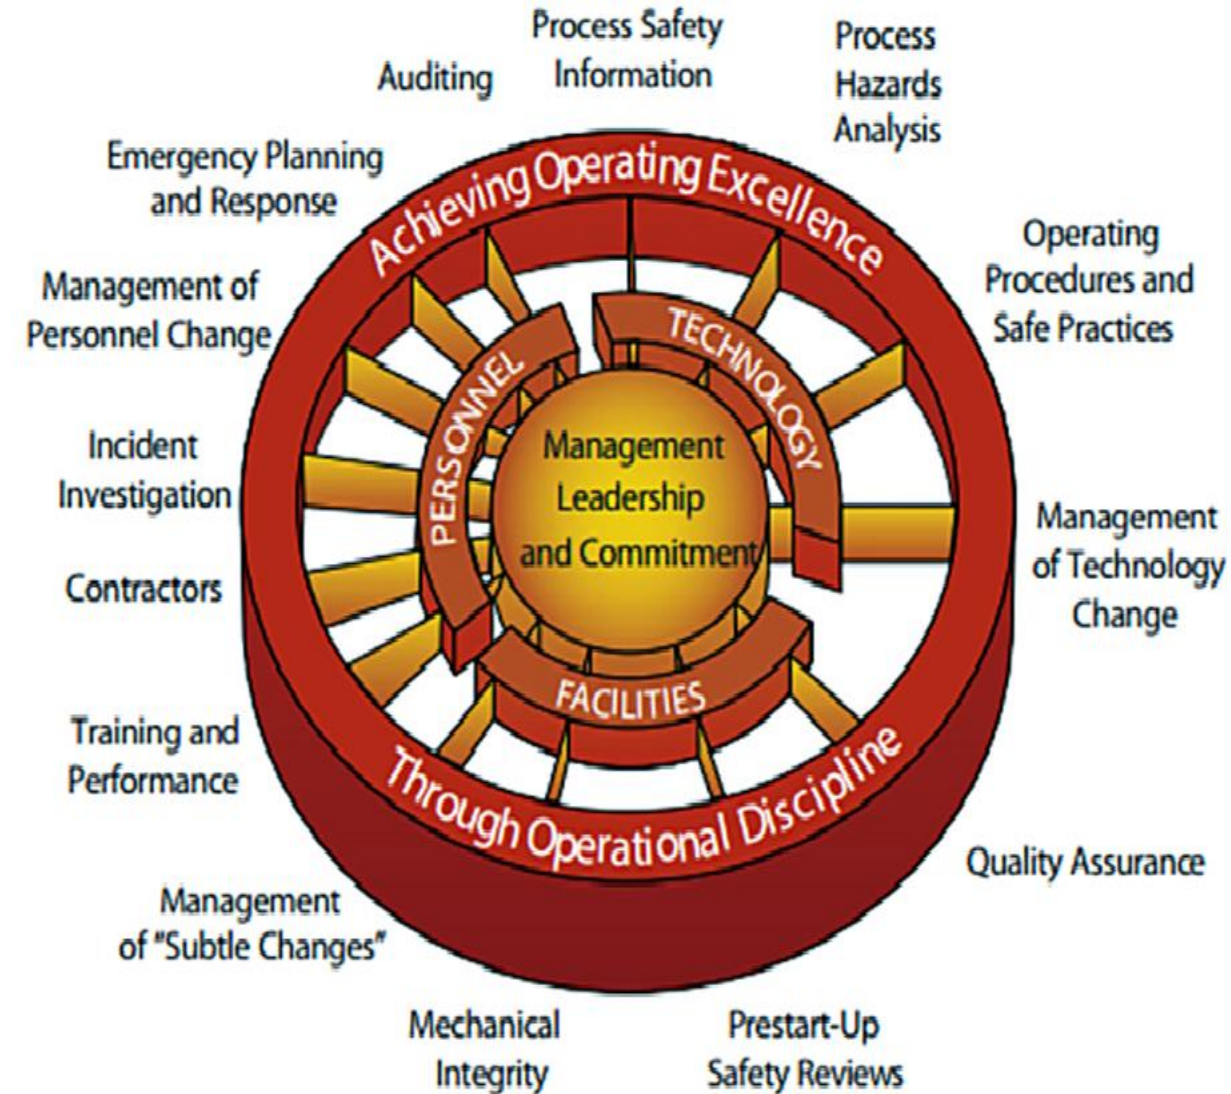 Process Safety
Information
Process
Hazards
Analysis
Auditing
Emergency Planning
and Response
Operating
Procedures and
Safe Practices
Management of
Personnel Change
Incident
Investigation
Management
of Technology
Change
Contractors
Training and
Performance
Quality Assurance
Management
of "Subtle Changes"
Mechanical
Integrity
Prestart-Up
Safety Reviews
Achieving Operating Excellence
Through Operational Discipline
PERSONNEL
TECHNOLOGY
FACILITIES
Management
Leadership
and Commitment